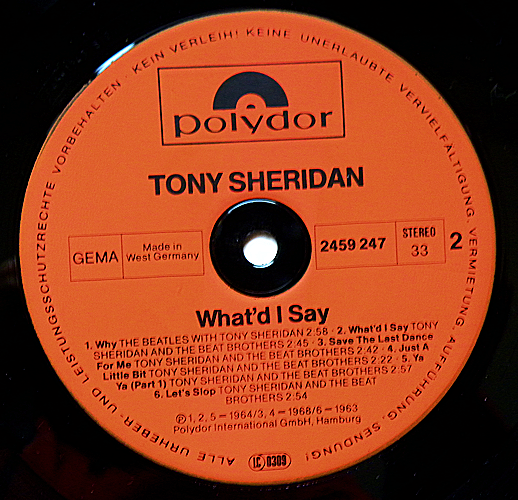 ALLE URHEBER- UND LEISTUNGSSCHUTZRECHTE VORBEHALTEN · KEIN VERLEIH! KEINE UNERLAUBTE VERVIELFÄLTIGUNG, VERMIETUNG, AUFFÜHRUNG, SENDUNG!
polydor
TONY SHERIDAN
GEMA
Made in
West Germany
2459 247
STEREO
33
2
What'd I Say
1. Why THE BEATLES WITH TONY SHERIDAN 2:58 · 2. What'd I Say TONY
SHERIDAN AND THE BEAT BROTHERS 2:45 · 3. Save The Last Dance
For Me TONY SHERIDAN AND THE BEAT BROTHERS 2:42 · 4. Just A
Little Bit TONY SHERIDAN AND THE BEAT BROTHERS 2:22 · 5. Ya
Ya (Part 1) TONY SHERIDAN AND THE BEAT BROTHERS 2:57
6. Let's Slop TONY SHERIDAN AND THE BEAT
BROTHERS 2:54
Ⓟ 1, 2, 5 – 1964/3, 4 – 1968/6 – 1963
Polydor International GmbH, Hamburg
LC 0309